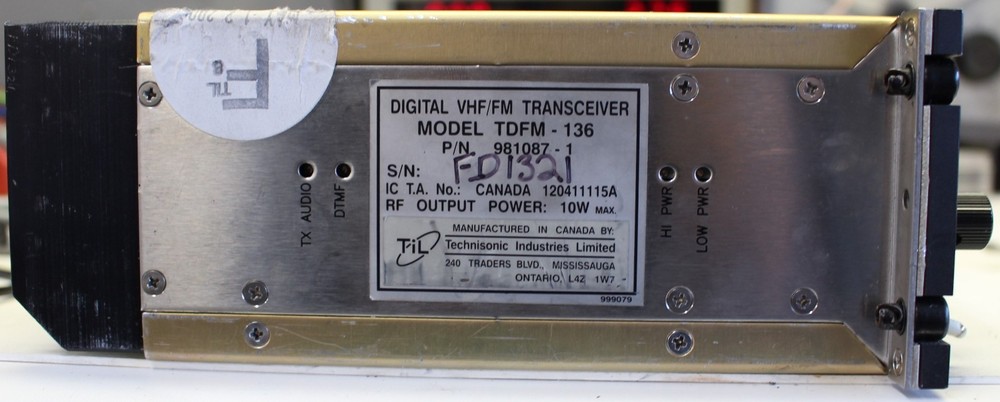 DIGITAL VHF/FM TRANSCEIVER
MODEL TDFM - 136
P/N. 981087 - 1
S/N: FD1321
IC T.A. No.: CANADA 120411115A
RF OUTPUT POWER: 10W MAX.
MANUFACTURED IN CANADA BY:
TiL Technisonic Industries Limited
240 TRADERS BLVD., MISSISSAUGA
ONTARIO, L4Z 1W7
999079
TX AUDIO
DTMF
HI PWR
LOW PWR
TiL
8